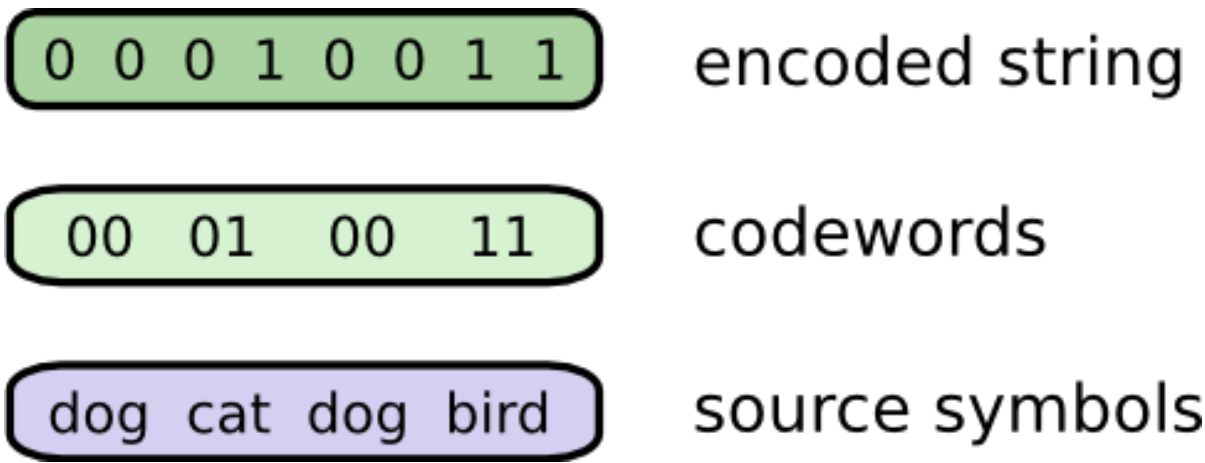 0 0 0 1 0 0 1 1 encoded string
00 01 00 11 codewords
dog cat dog bird source symbols